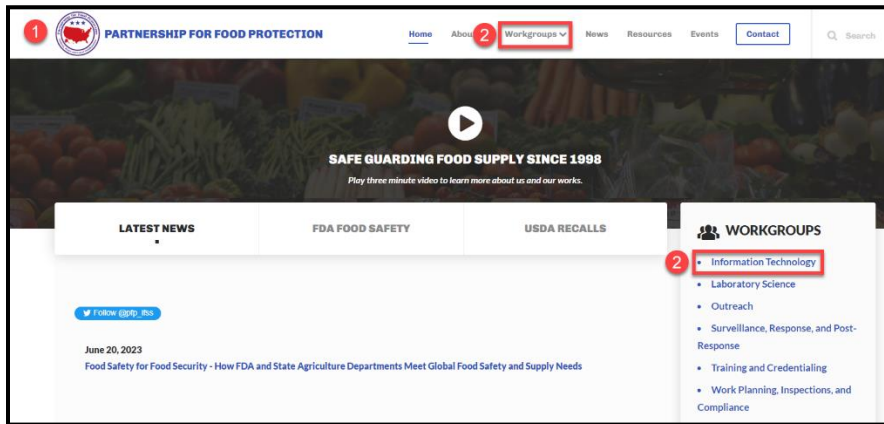 1
PARTNERSHIP FOR FOOD PROTECTION
Home
Abou
2
Workgroups
News
Resources
Events
Contact
Search
SAFE GUARDING FOOD SUPPLY SINCE 1998
Play three minute video to learn more about us and our works.
LATEST NEWS
FDA FOOD SAFETY
USDA RECALLS
Follow @pfp_ifss
June 20, 2023
Food Safety for Food Security - How FDA and State Agriculture Departments Meet Global Food Safety and Supply Needs
WORKGROUPS
2
• Information Technology
• Laboratory Science
• Outreach
• Surveillance, Response, and Post-
Response
• Training and Credentialing
• Work Planning, Inspections, and
Compliance